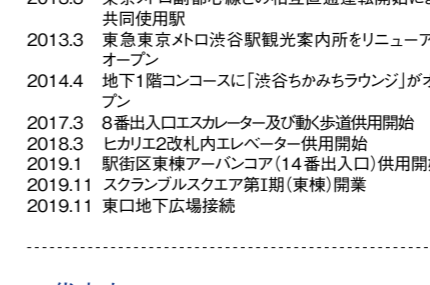 共同使用駅
2013.3 東急東京メトロ渋谷駅観光案内所をリニューア
オープン
2014.4 地下1階コンコースに「渋谷ちかみちラウンジ」がオ
プン
2017.3 8番出入口エスカレーター及び動く歩道供用開始
2018.3 ヒカリエ2改札内エレベーター供用開始
2019.1 駅街区東棟アーバンコア(14番出入口)供用開
2019.11 スクランブルスクエア第Ⅰ期(東棟)開業
2019.11 東口地下広場接続